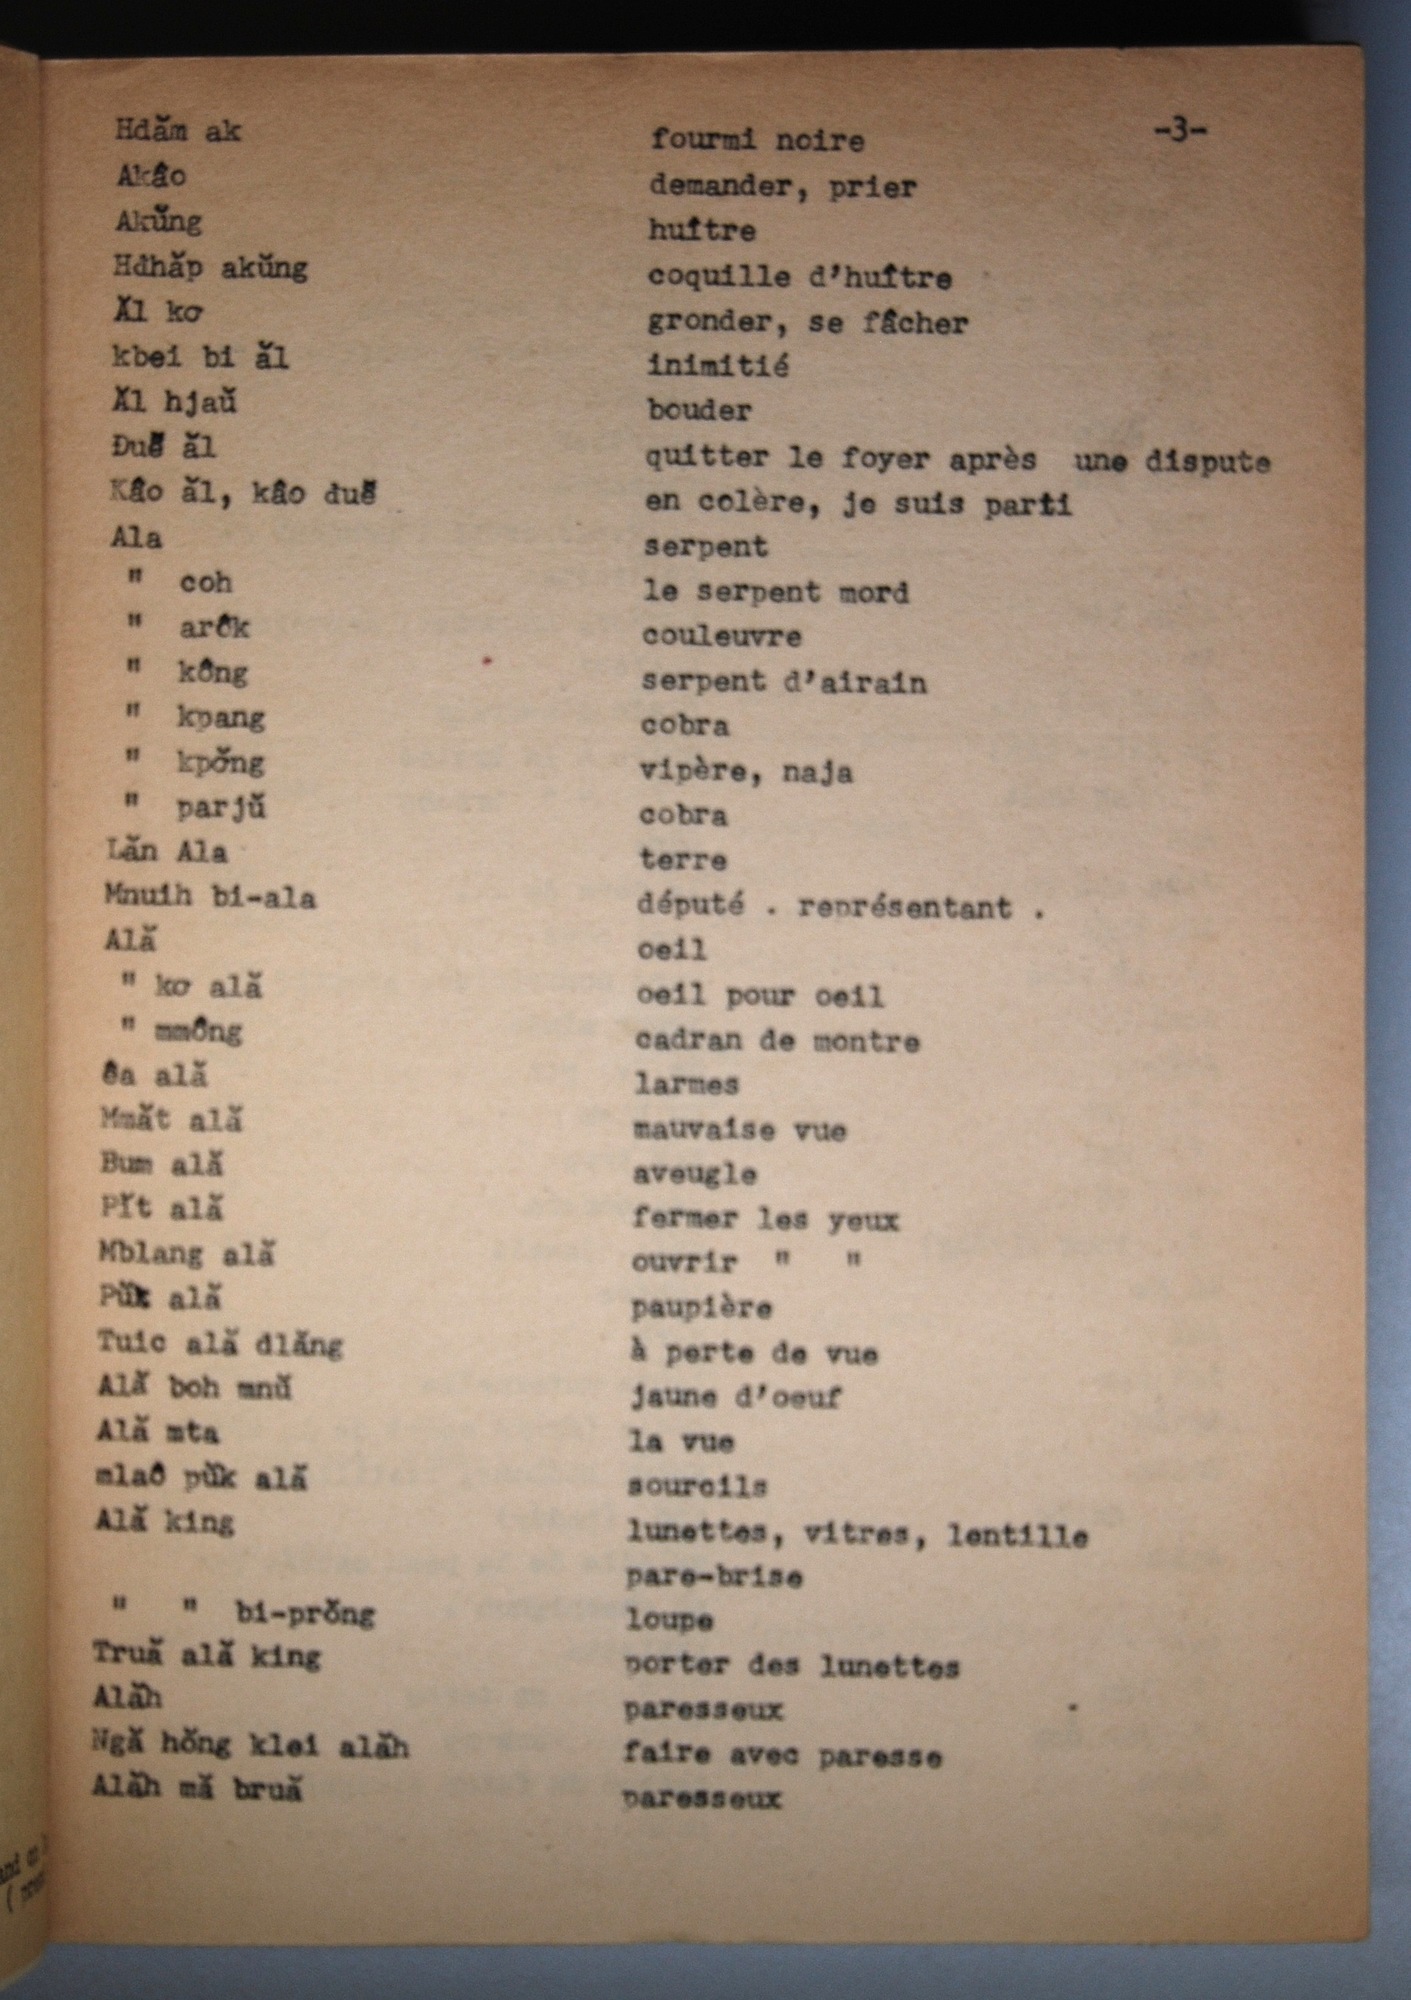 -3-
Hdăm ak fourmi noire
Akâo demander, prier
Akŭng huître
Hđhăp akŭng coquille d'huître
Ăl kơ gronder, se fâcher
kbei bi ăl inimitié
Ăl hjaŭ bouder
Đuĕ ăl quitter le foyer après une dispute
Kâo ăl, kâo đuĕ en colère, je suis parti
Ala serpent
" coh le serpent mord
" arôk couleuvre
" kông serpent d'airain
" kpang cobra
" kpŏng vipère, naja
" parjŭ cobra
Lăn Ala terre
Mnuih bi-ala député . représentant .
Ală oeil
" kơ ală oeil pour oeil
" mmông cadran de montre
êa ală larmes
Mmăt ală mauvaise vue
Bum ală aveugle
Pĭt ală fermer les yeux
Mblang ală ouvrir " "
Pŭk ală paupière
Tuic ală dlăng à perte de vue
Ală boh mnŭ jaune d'oeuf
Ală mta la vue
mlaô pŭk ală sourcils
Ală king lunettes, vitres, lentille
pare-brise
" " bi-prŏng loupe
Truă ală king porter des lunettes
Alăh paresseux
Ngă hŏng klei alăh faire avec paresse
Alăh mă bruă paresseux